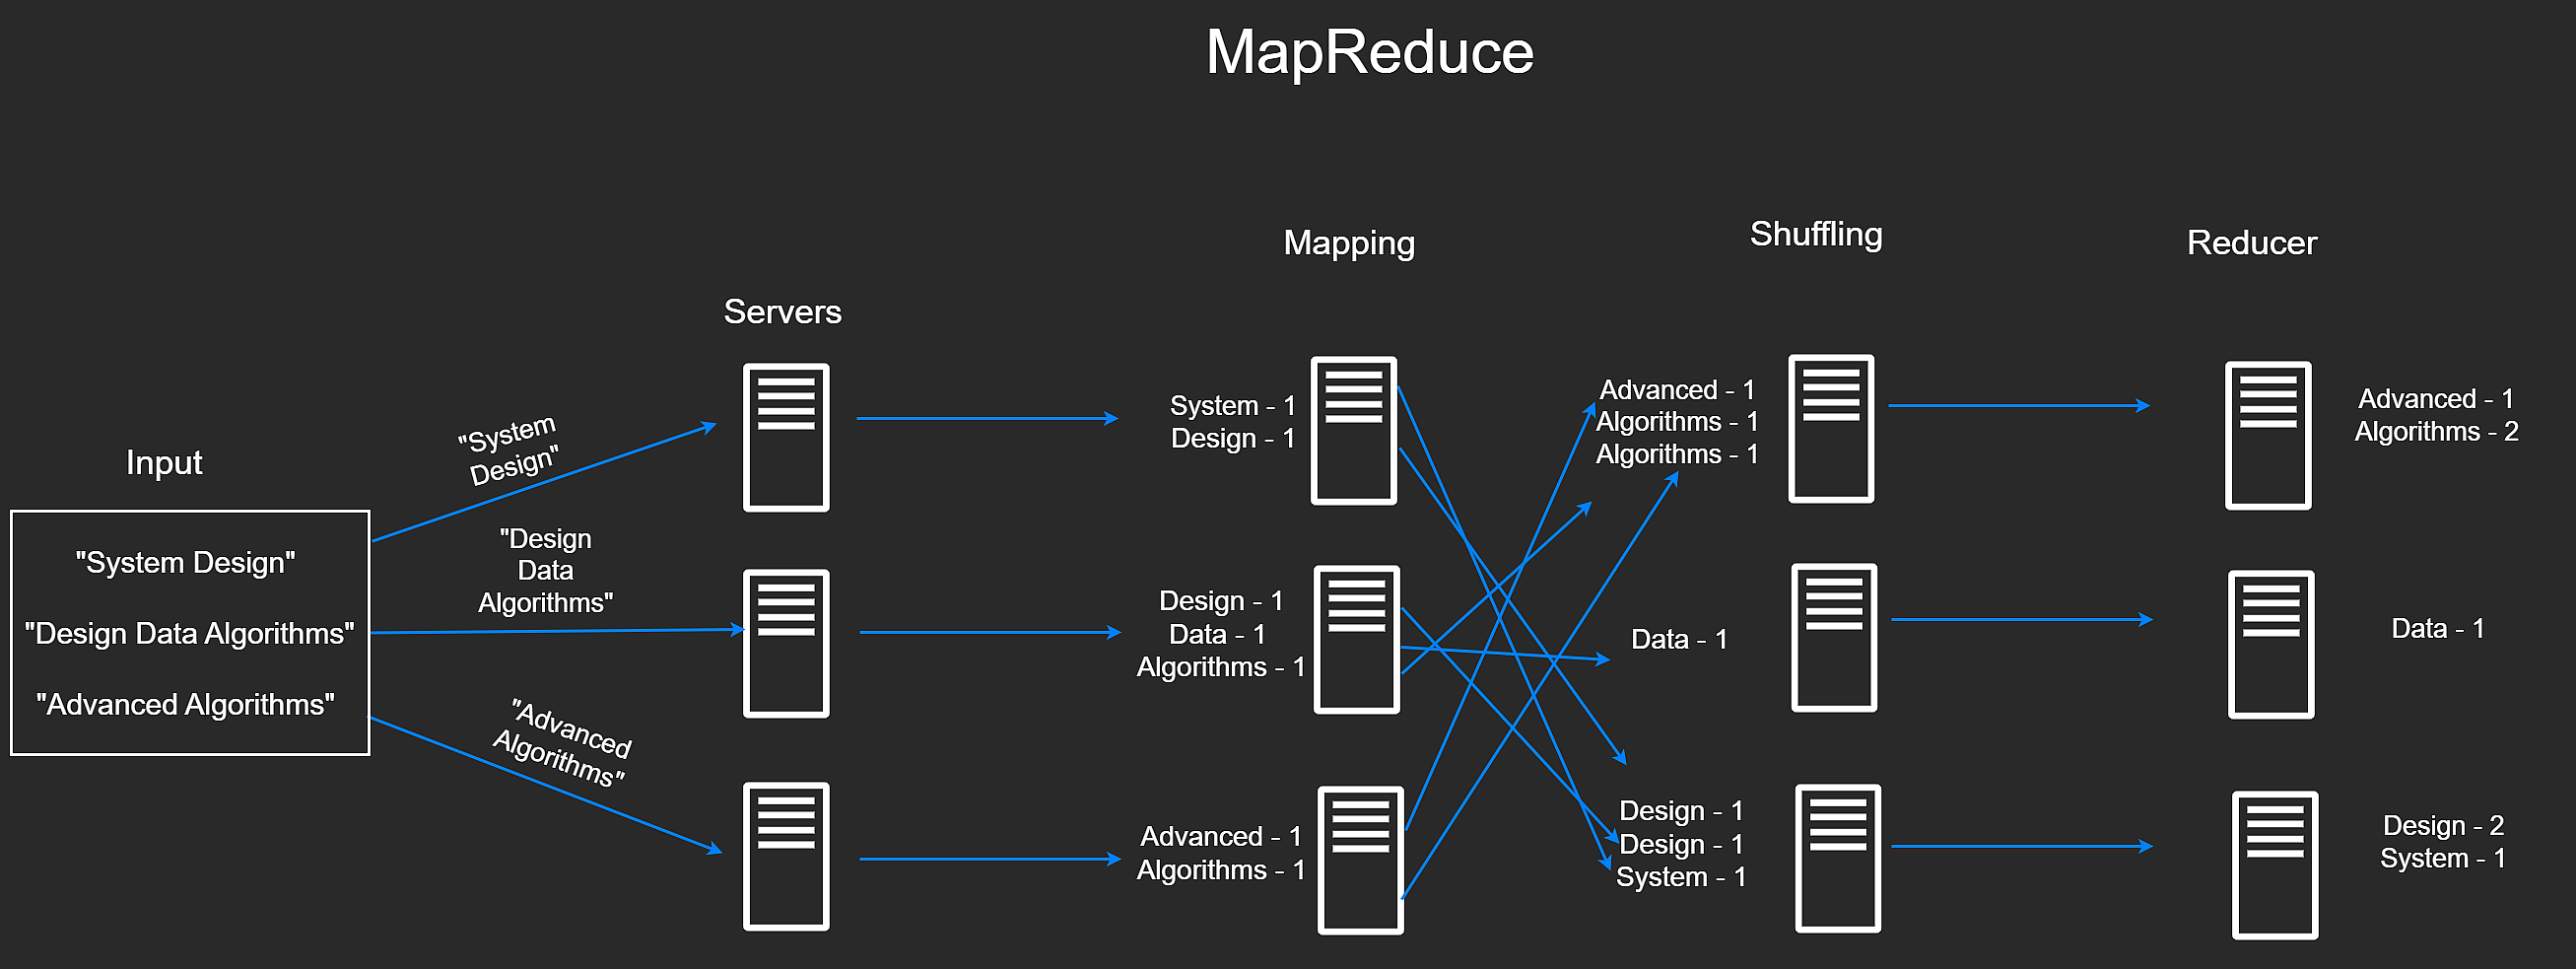 MapReduce
Mapping
Shuffling
Reducer
Servers
Input
"System Design"
"Design Data Algorithms"
"Advanced Algorithms"
"System
Design"
"Design
Data
Algorithms"
"Advanced
Algorithms"
System - 1
Design - 1
Design - 1
Data - 1
Algorithms - 1
Advanced - 1
Algorithms - 1
Advanced - 1
Algorithms - 1
Algorithms - 1
Data - 1
Design - 1
Design - 1
System - 1
Advanced - 1
Algorithms - 2
Data - 1
Design - 2
System - 1